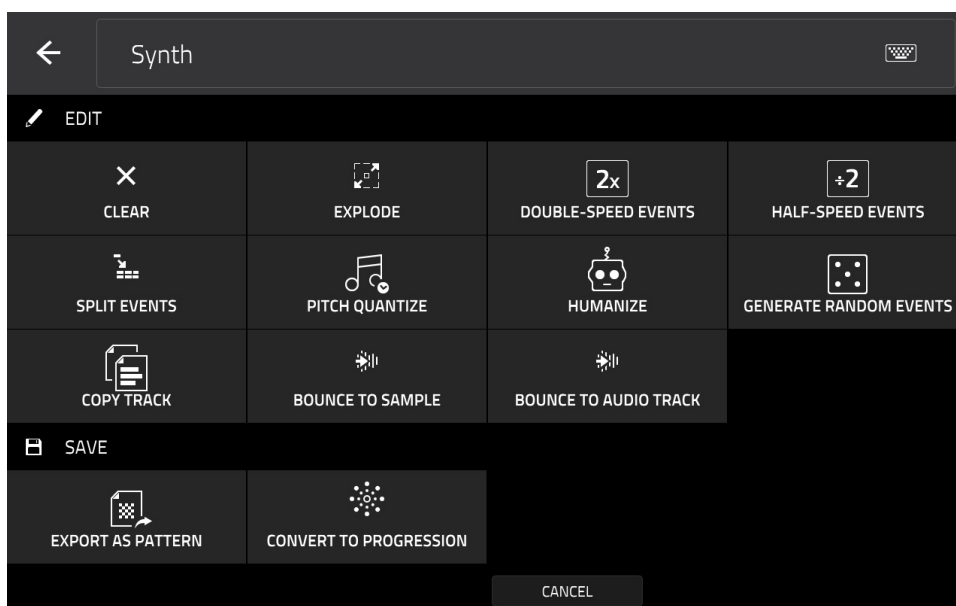 Synth
EDIT
CLEAR
EXPLODE
2x
DOUBLE-SPEED EVENTS
÷2
HALF-SPEED EVENTS
SPLIT EVENTS
PITCH QUANTIZE
HUMANIZE
GENERATE RANDOM EVENTS
COPY TRACK
BOUNCE TO SAMPLE
BOUNCE TO AUDIO TRACK
SAVE
EXPORT AS PATTERN
CONVERT TO PROGRESSION
CANCEL